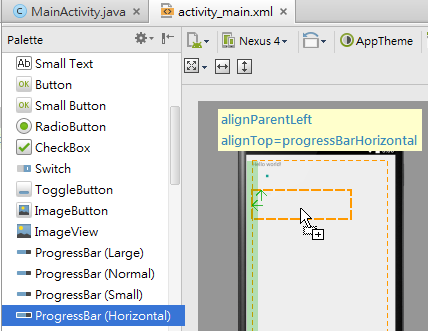 MainActivity.java
activity_main.xml
Palette
Nexus 4
AppTheme
Small Text
Button
Small Button
RadioButton
CheckBox
Switch
ToggleButton
ImageButton
ImageView
ProgressBar (Large)
ProgressBar (Normal)
ProgressBar (Small)
ProgressBar (Horizontal)
alignParentLeft
alignTop=progressBarHorizontal
Hello world!